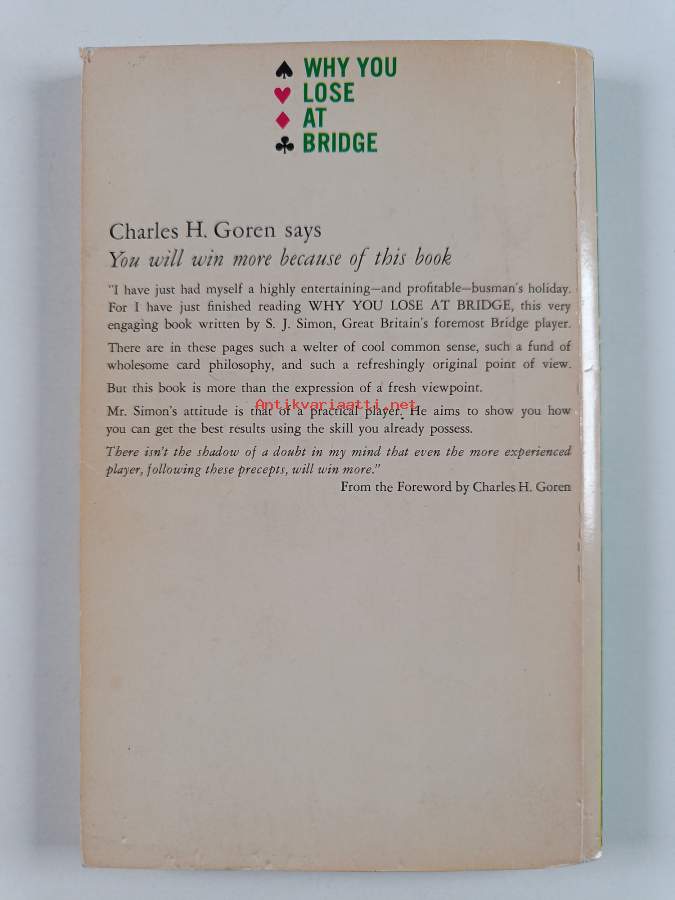 WHY YOU
LOSE
AT
BRIDGE
Charles H. Goren says
You will win more because of this book
"I have just had myself a highly entertaining—and profitable—busman's holiday.
For I have just finished reading WHY YOU LOSE AT BRIDGE, this very
engaging book written by S. J. Simon, Great Britain's foremost Bridge player.
There are in these pages such a welter of cool common sense, such a fund of
wholesome card philosophy, and such a refreshingly original point of view.
But this book is more than the expression of a fresh viewpoint.
Antikvariaatti.net
Mr. Simon's attitude is that of a practical player. He aims to show you how
you can get the best results using the skill you already possess.
There isn't the shadow of a doubt in my mind that even the more experienced
player, following these precepts, will win more."
From the Foreword by Charles H. Goren